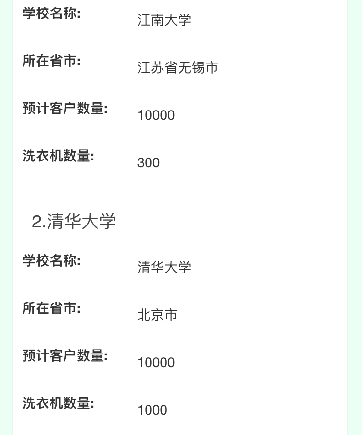 学校名称: 江南大学
所在省市: 江苏省无锡市
预计客户数量: 10000
洗衣机数量: 300
2.清华大学
学校名称: 清华大学
所在省市: 北京市
预计客户数量: 10000
洗衣机数量: 1000